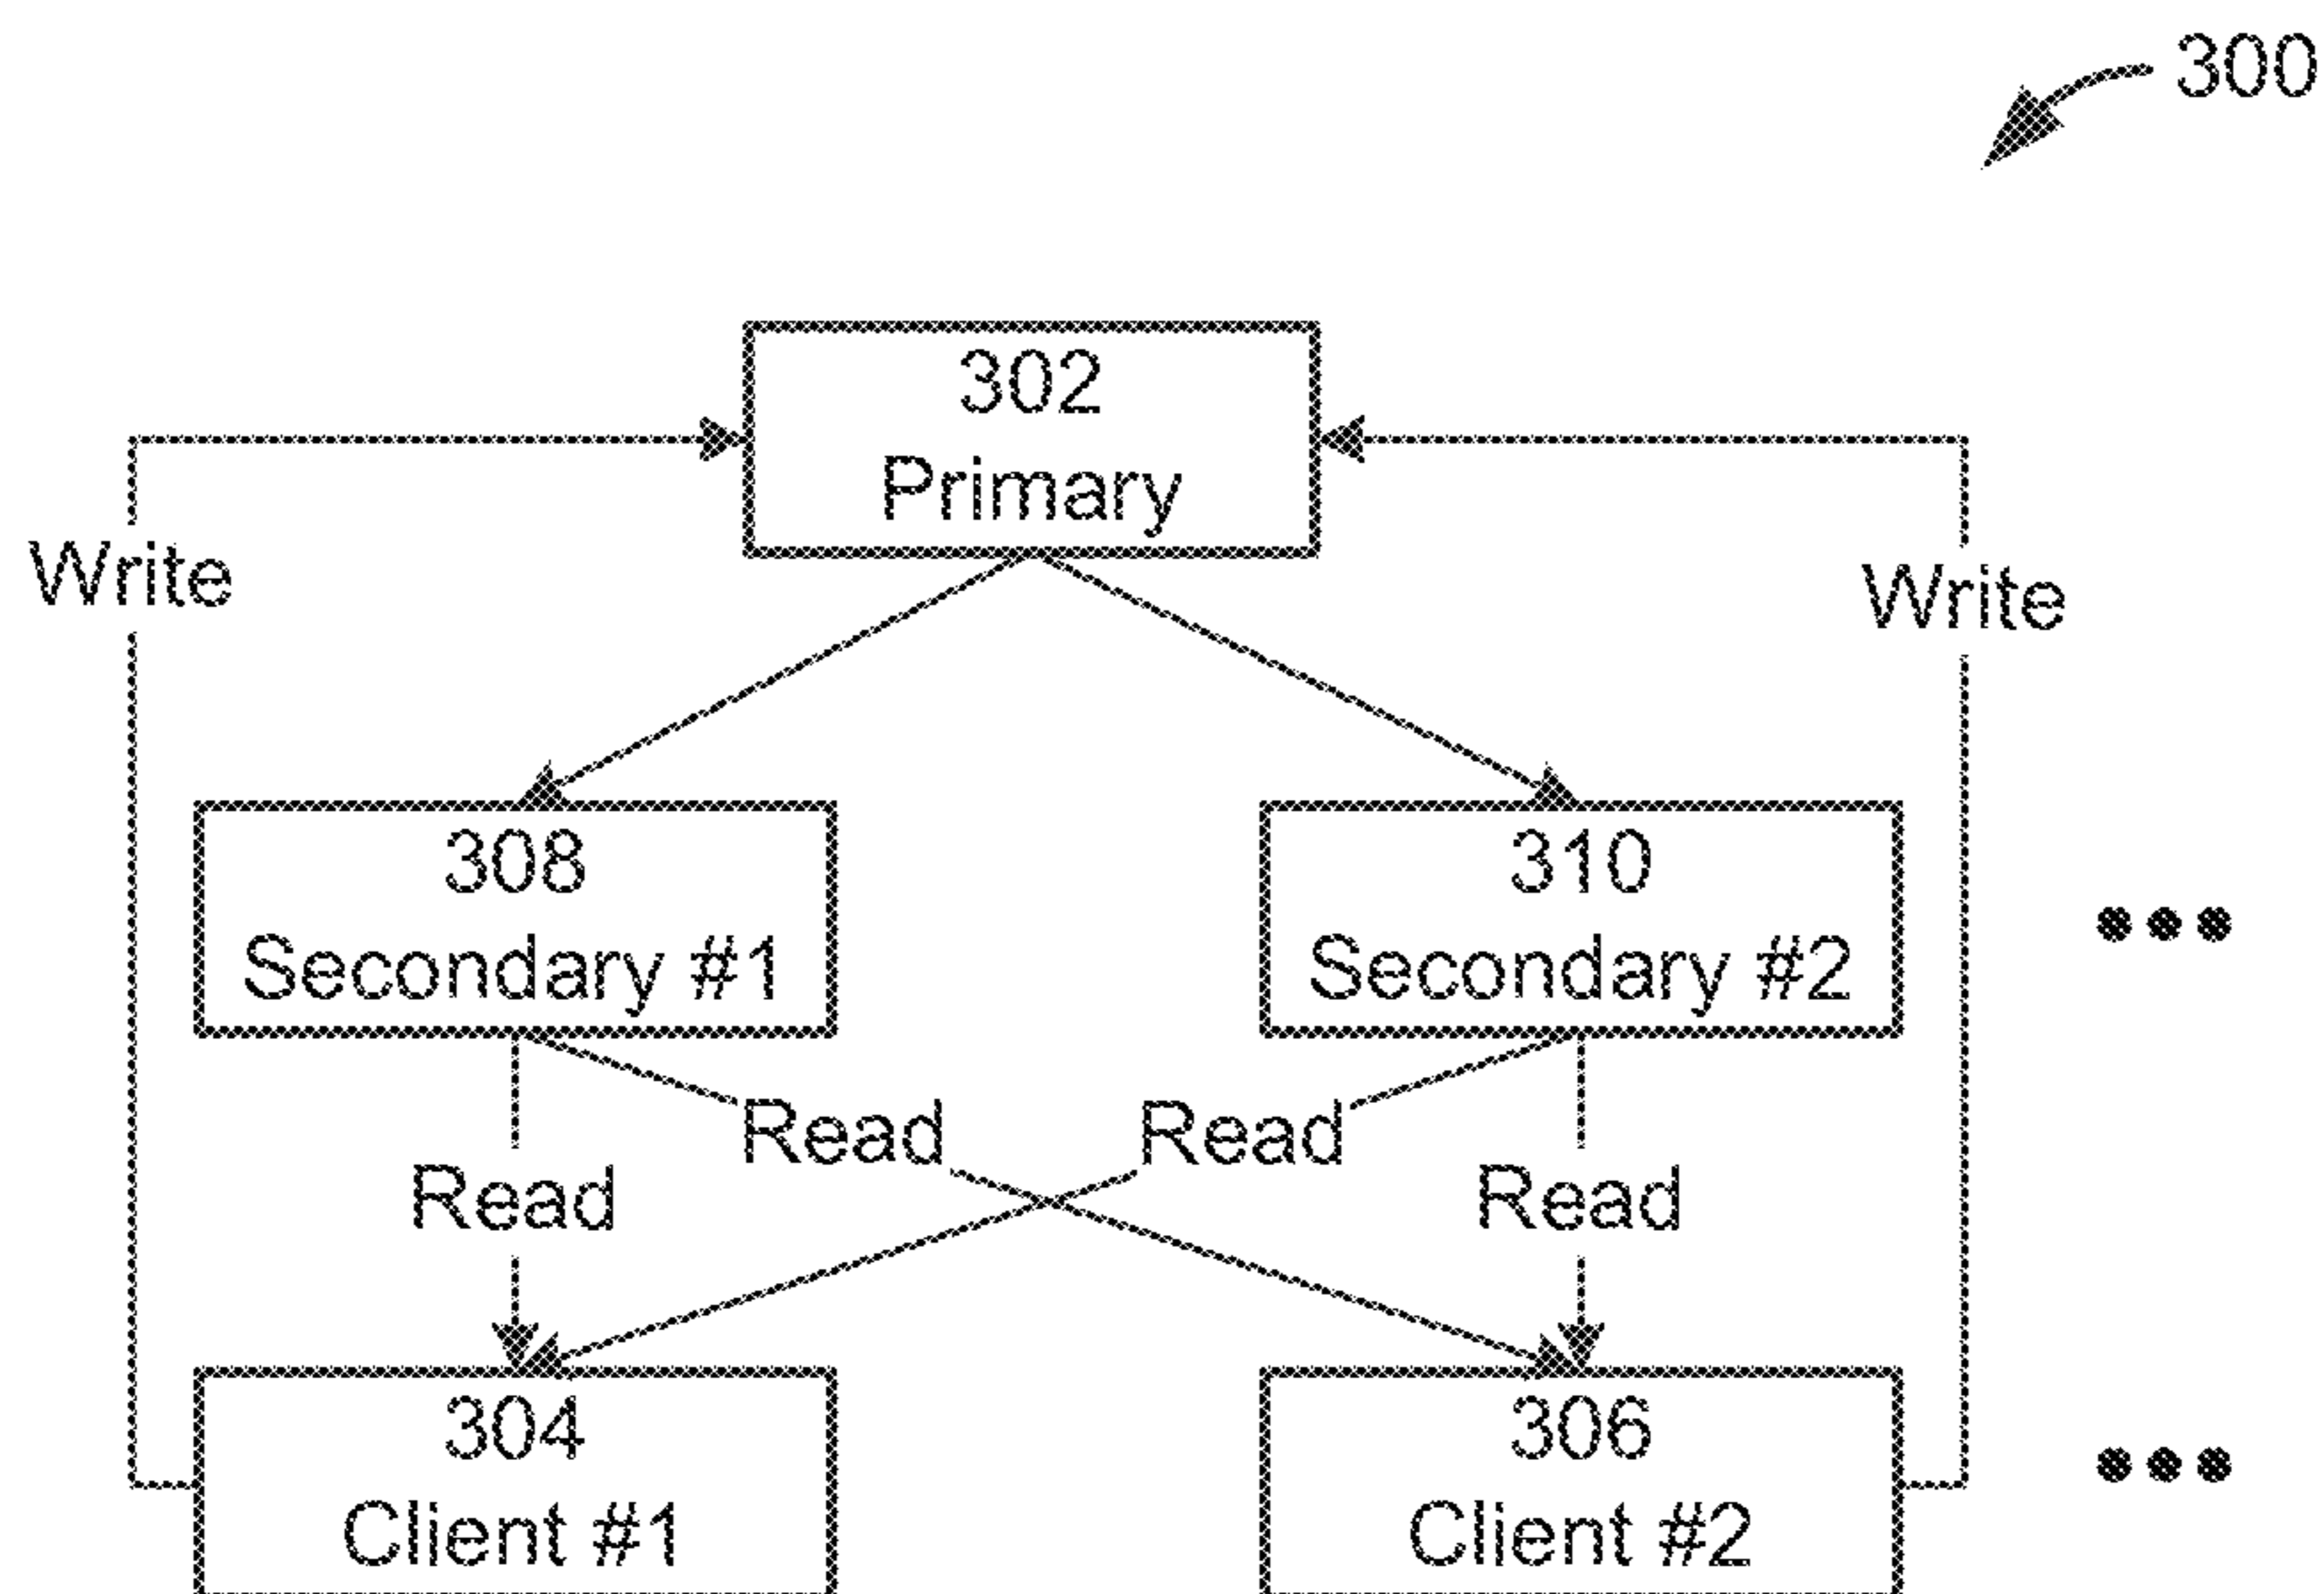 300
302
Primary
Write
Write
308
Secondary #1
310
Secondary #2
Read
Read
Read
Read
304
Client #1
306
Client #2